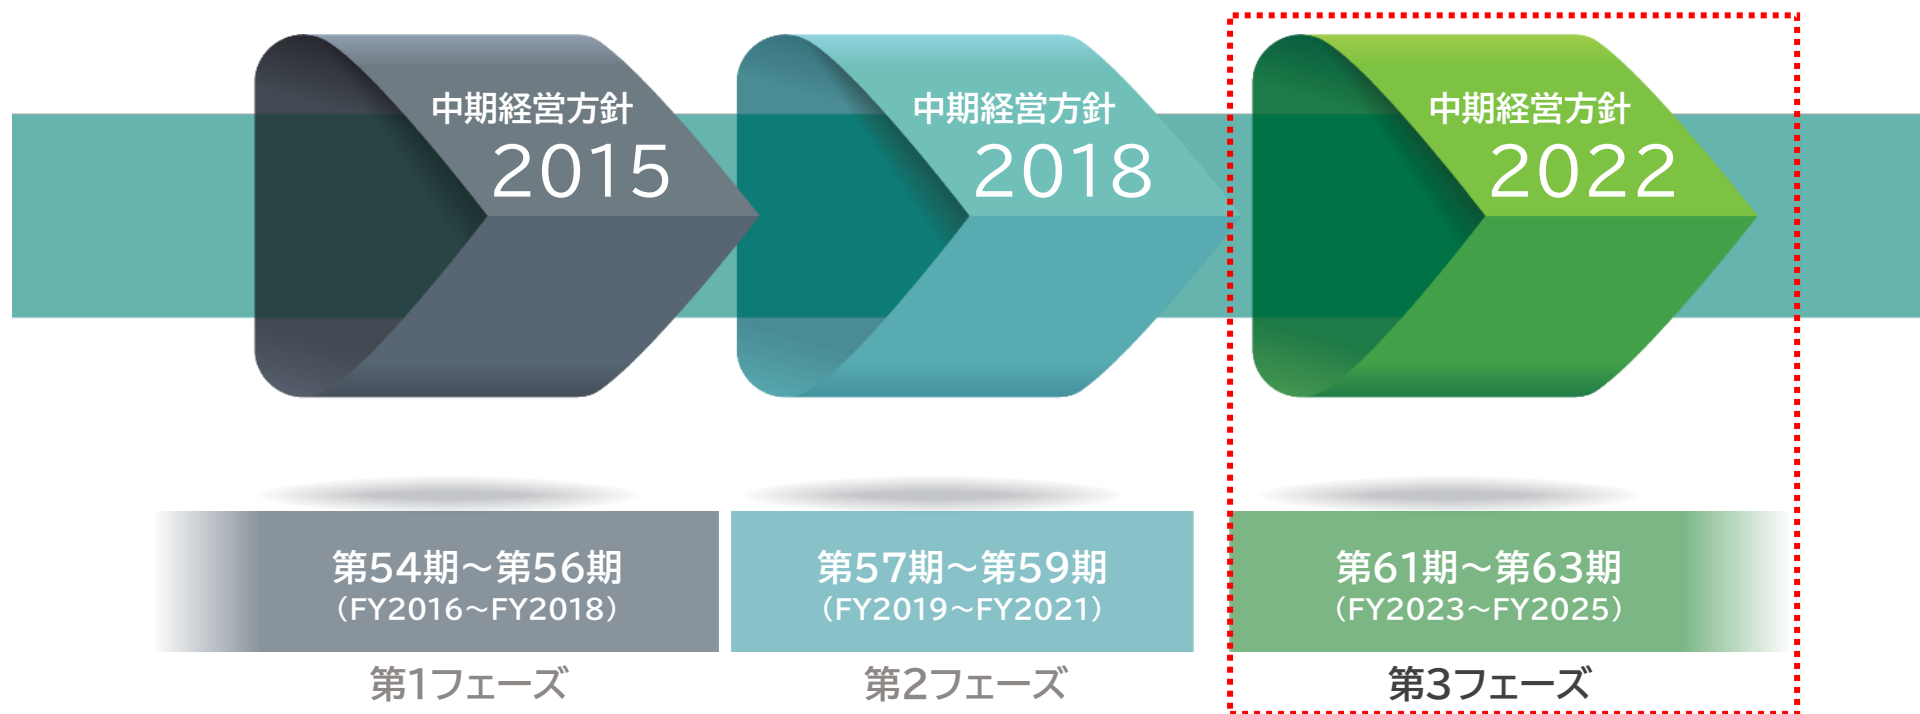 中期経営方針
2015
中期経営方針
2018
中期経営方針
2022
第54期～第56期
（FY2016～FY2018）
第57期～第59期
（FY2019～FY2021）
第61期～第63期
（FY2023～FY2025）
第1フェーズ
第2フェーズ
第3フェーズ